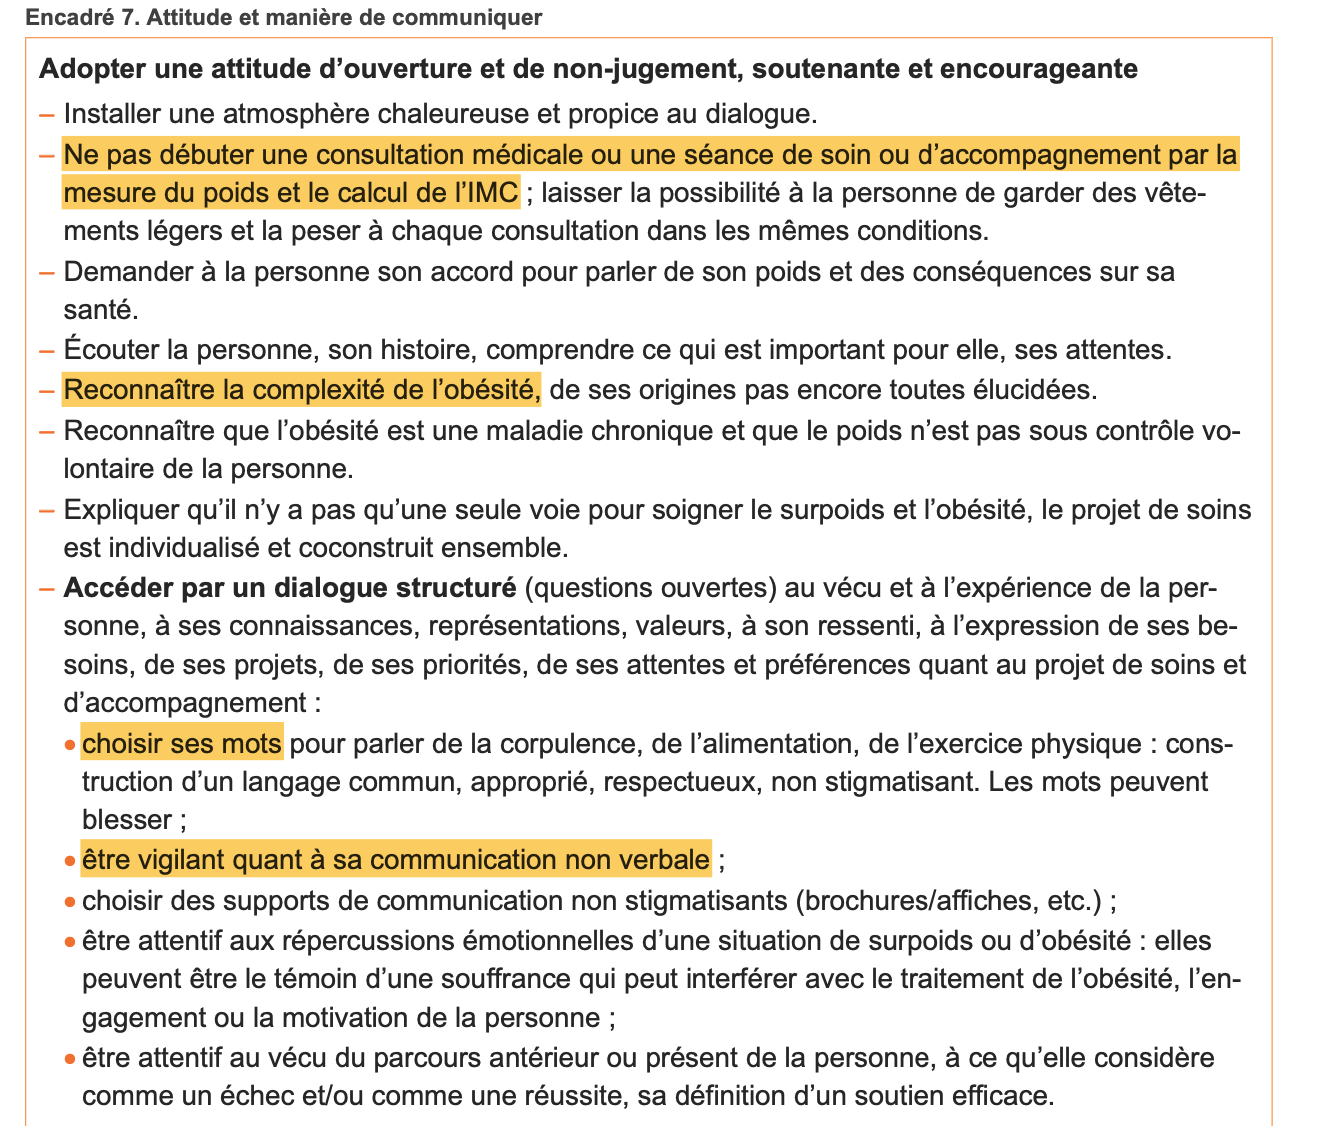 Encadré 7. Attitude et manière de communiquer
Adopter une attitude d’ouverture et de non-jugement, soutenante et encourageante
– Installer une atmosphère chaleureuse et propice au dialogue.
– Ne pas débuter une consultation médicale ou une séance de soin ou d’accompagnement par la
mesure du poids et le calcul de l’IMC ; laisser la possibilité à la personne de garder des vête-
ments légers et la peser à chaque consultation dans les mêmes conditions.
– Demander à la personne son accord pour parler de son poids et des conséquences sur sa
santé.
– Écouter la personne, son histoire, comprendre ce qui est important pour elle, ses attentes.
– Reconnaître la complexité de l’obésité, de ses origines pas encore toutes élucidées.
– Reconnaître que l’obésité est une maladie chronique et que le poids n’est pas sous contrôle vo-
lontaire de la personne.
– Expliquer qu’il n’y a pas qu’une seule voie pour soigner le surpoids et l’obésité, le projet de soins
est individualisé et coconstruit ensemble.
– Accéder par un dialogue structuré (questions ouvertes) au vécu et à l’expérience de la per-
sonne, à ses connaissances, représentations, valeurs, à son ressenti, à l’expression de ses be-
soins, de ses projets, de ses priorités, de ses attentes et préférences quant au projet de soins et
d’accompagnement :
• choisir ses mots pour parler de la corpulence, de l’alimentation, de l’exercice physique : cons-
truction d’un langage commun, approprié, respectueux, non stigmatisant. Les mots peuvent
blesser ;
• être vigilant quant à sa communication non verbale ;
• choisir des supports de communication non stigmatisants (brochures/affiches, etc.) ;
• être attentif aux répercussions émotionnelles d’une situation de surpoids ou d’obésité : elles
peuvent être le témoin d’une souffrance qui peut interférer avec le traitement de l’obésité, l’en-
gagement ou la motivation de la personne ;
• être attentif au vécu du parcours antérieur ou présent de la personne, à ce qu’elle considère
comme un échec et/ou comme une réussite, sa définition d’un soutien efficace.